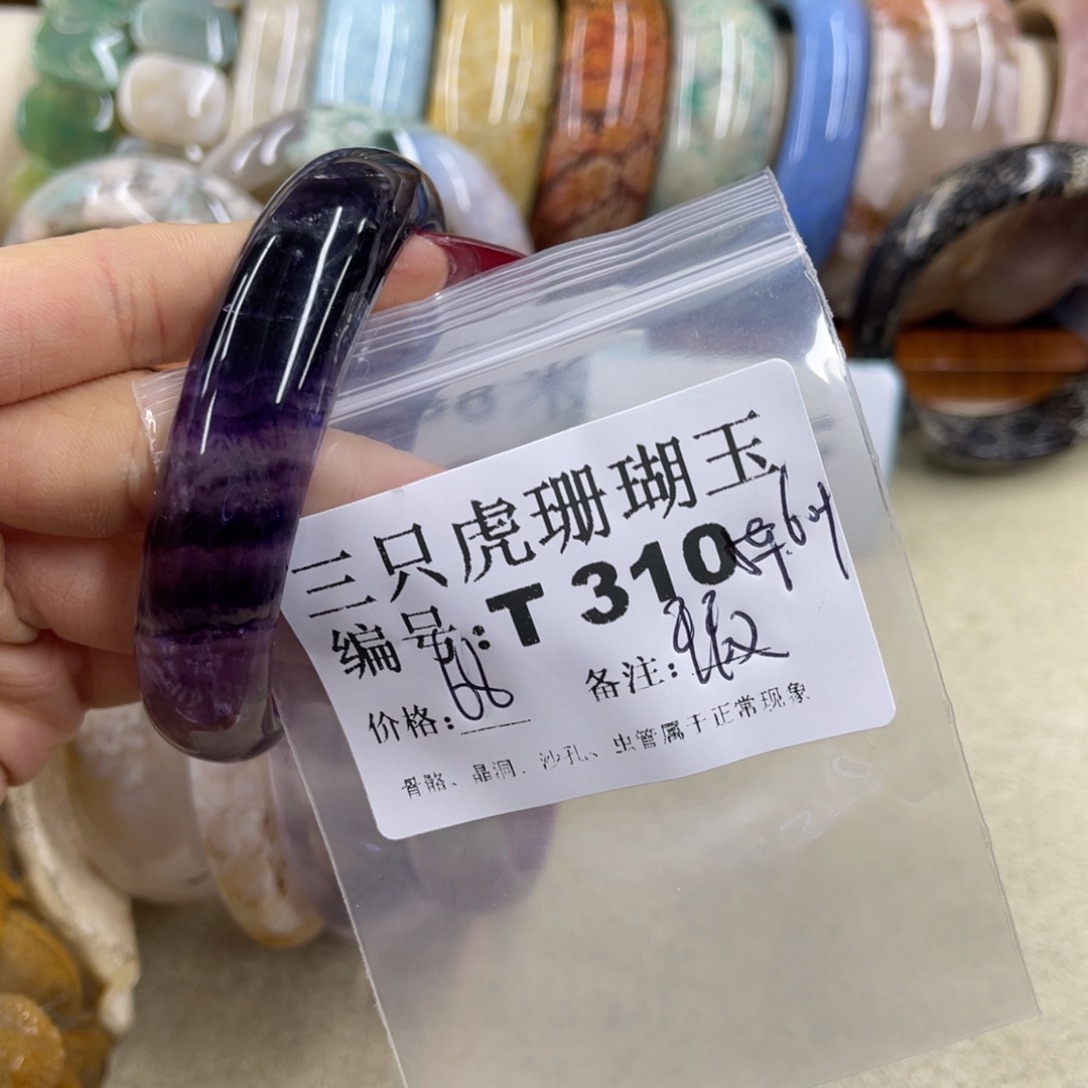 三只虎珊瑚玉
编号:T 310
价格:68 备注:
骨骼、晶洞、沙孔、虫管属于正常现象